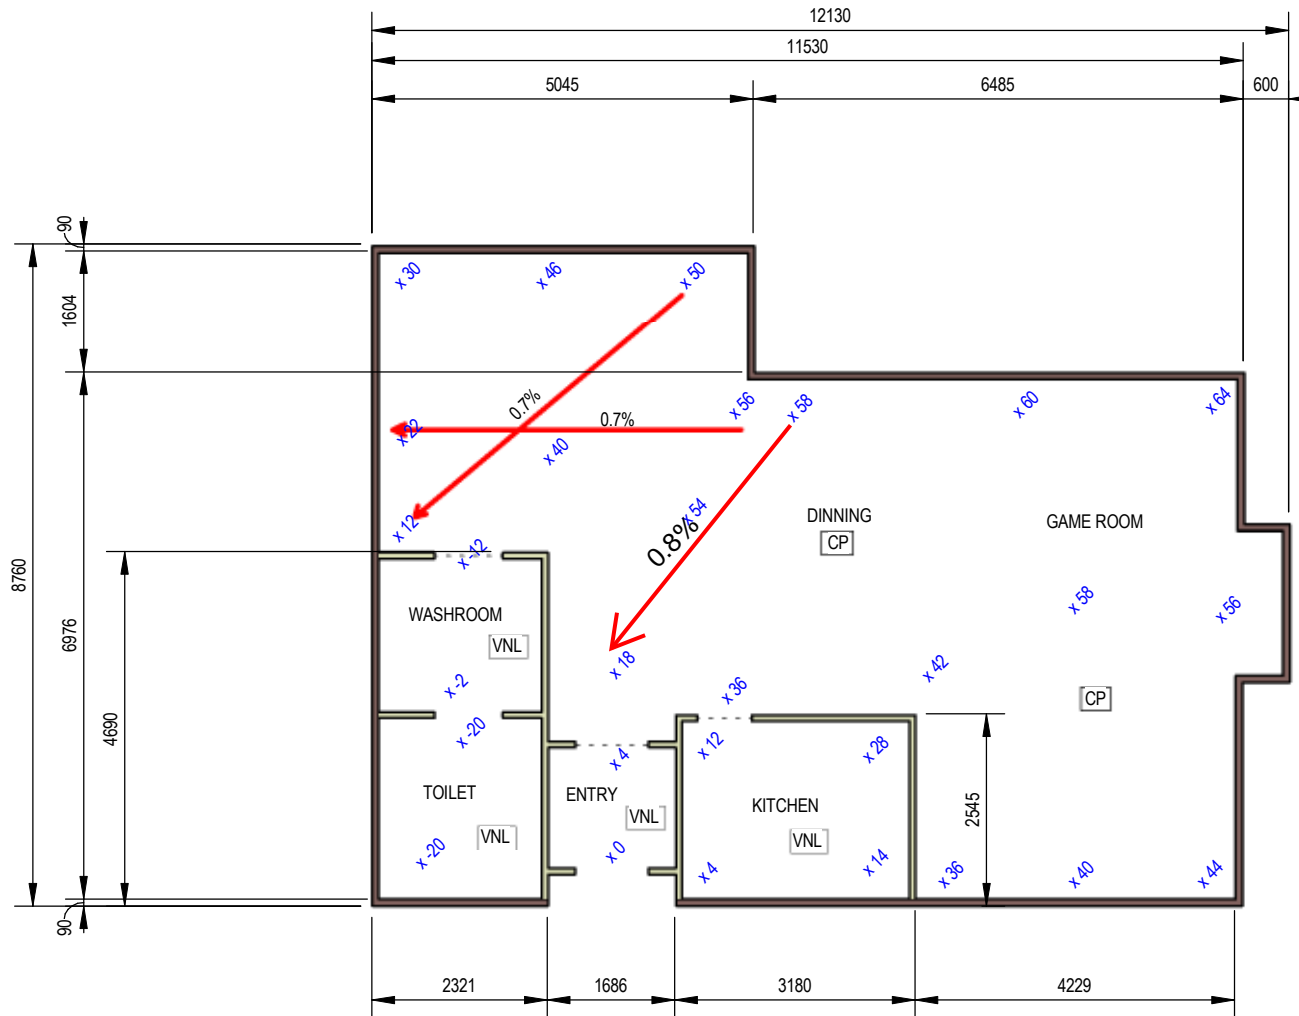 12130
11530
5045
6485
600
90
1604
6976
90
8760
4690
x 30
x 46
x 50
0.7%
0.7%
x 22
x 40
x 56
x 58
x 60
x 64
x 12
x -12
x 54
0.8%
DINNING
CP
GAME ROOM
x 58
x 56
WASHROOM
VNL
x -2
x 18
x 36
x 42
CP
x -20
x 4
x 12
x 28
TOILET
VNL
ENTRY
VNL
KITCHEN
VNL
2545
x -20
x 0
x 4
x 14
x 36
x 40
x 44
2321
1686
3180
4229